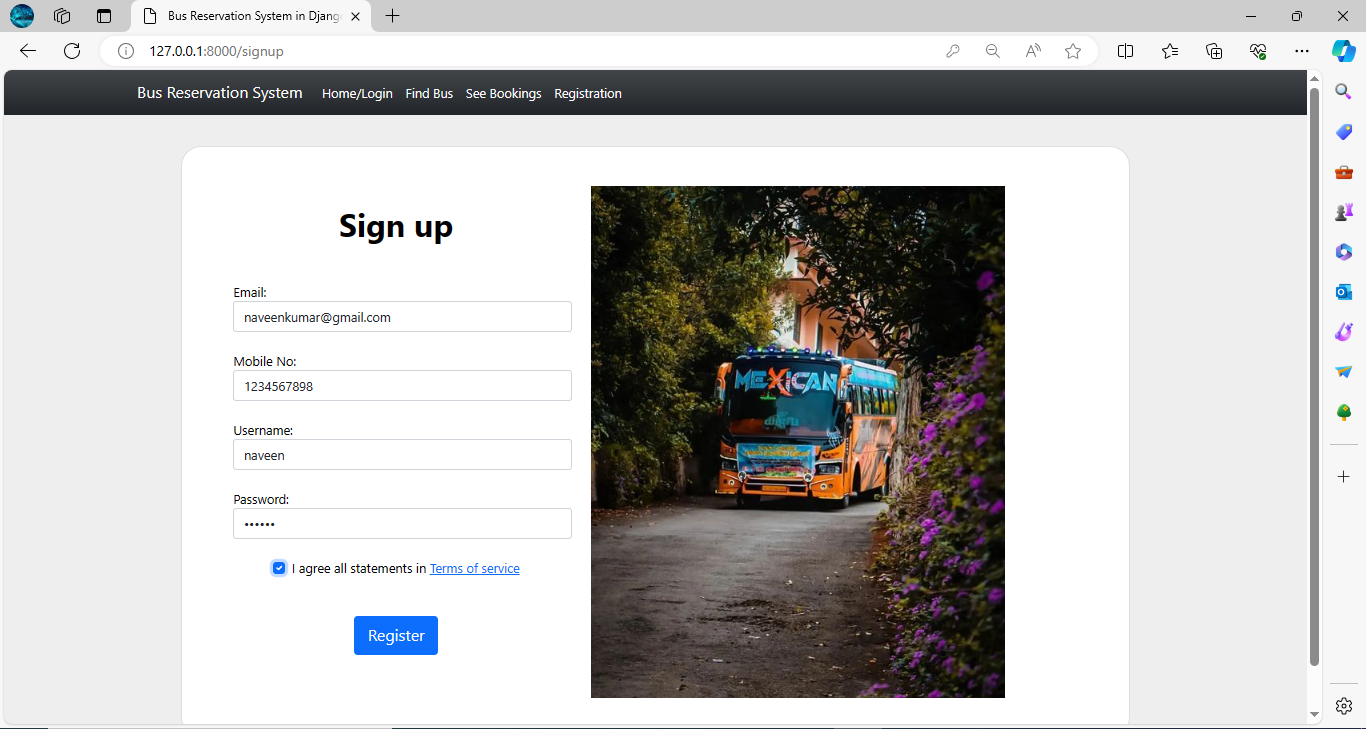 Bus Reservation System in Djang
127.0.0.1:8000/signup
Bus Reservation System Home/Login Find Bus See Bookings Registration
Sign up
Email:
naveenkumar@gmail.com
Mobile No:
1234567898
Username:
naveen
Password:
••••••
I agree all statements in Terms of service
Register
MEXICAN